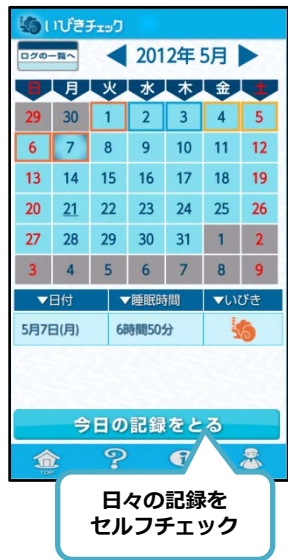 いびきチェック
ログの一覧へ
2012年 5月
日 月 火 水 木 金 土
29 30 1 2 3 4 5
6 7 8 9 10 11 12
13 14 15 16 17 18 19
20 21 22 23 24 25 26
27 28 29 30 31 1 2
3 4 5 6 7 8 9
▼日付 ▼睡眠時間 ▼いびき
5月7日(月) 6時間50分
今日の記録をとる
TOP ? i
日々の記録を
セルフチェック